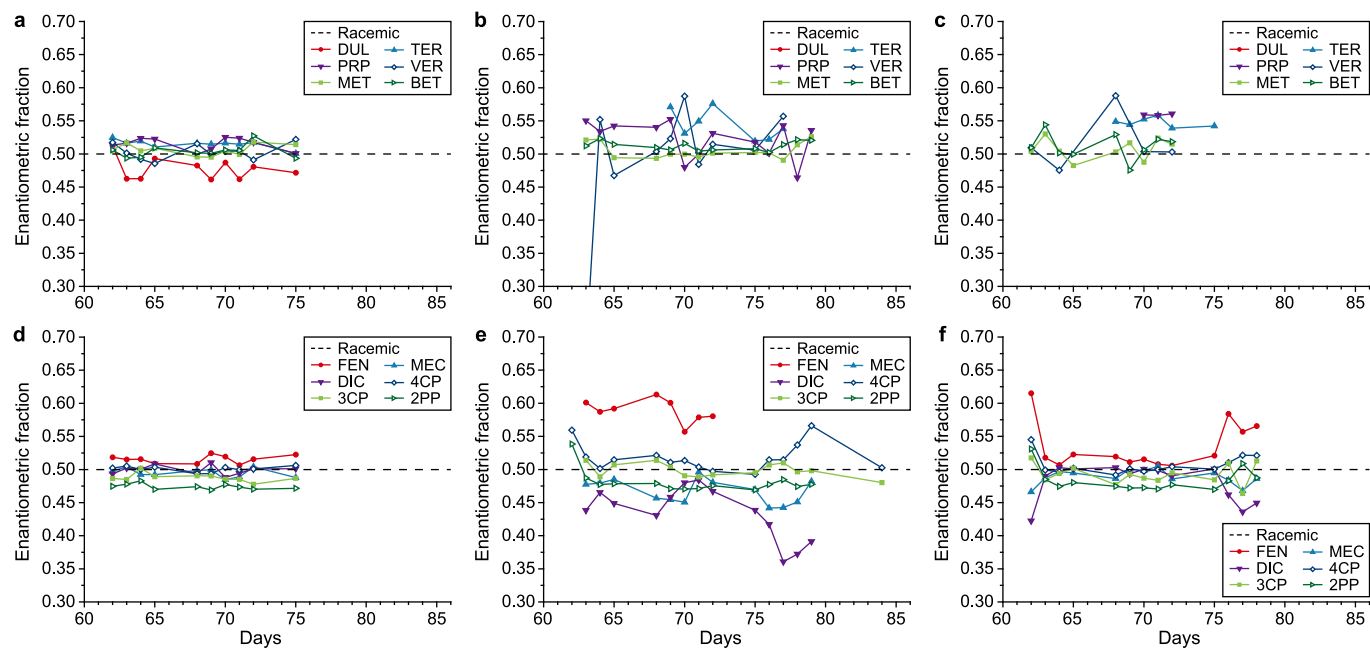 a
Enantiometric fraction
0.70
0.65
0.60
0.55
0.50
0.45
0.40
0.35
0.30
60 65 70 75 80 85
Racemic
DUL TER
PRP VER
MET BET
b
Enantiometric fraction
0.70
0.65
0.60
0.55
0.50
0.45
0.40
0.35
0.30
60 65 70 75 80 85
Racemic
DUL TER
PRP VER
MET BET
c
Enantiometric fraction
0.70
0.65
0.60
0.55
0.50
0.45
0.40
0.35
0.30
60 65 70 75 80 85
Racemic
DUL TER
PRP VER
MET BET
d
Enantiometric fraction
0.70
0.65
0.60
0.55
0.50
0.45
0.40
0.35
0.30
60 65 70 75 80 85
Days
Racemic
FEN MEC
DIC 4CP
3CP 2PP
e
Enantiometric fraction
0.70
0.65
0.60
0.55
0.50
0.45
0.40
0.35
0.30
60 65 70 75 80 85
Days
Racemic
FEN MEC
DIC 4CP
3CP 2PP
f
Enantiometric fraction
0.70
0.65
0.60
0.55
0.50
0.45
0.40
0.35
0.30
60 65 70 75 80 85
Days
Racemic
FEN MEC
DIC 4CP
3CP 2PP